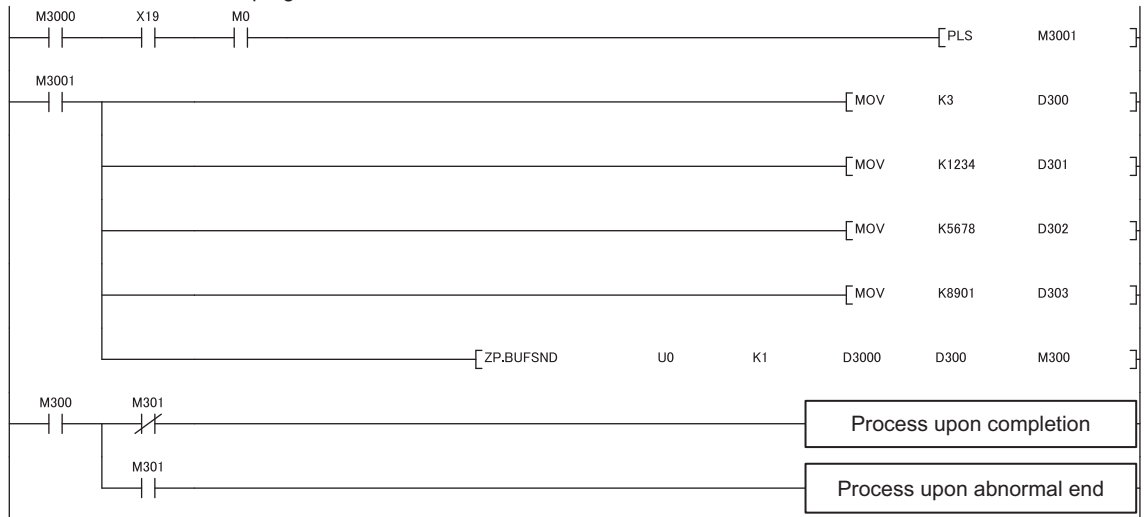 M3000 X19 M0
PLS M3001
M3001
MOV K3 D300
MOV K1234 D301
MOV K5678 D302
MOV K8901 D303
ZP.BUFSND U0 K1 D3000 D300 M300
M300 M301
Process upon completion
M301
Process upon abnormal end